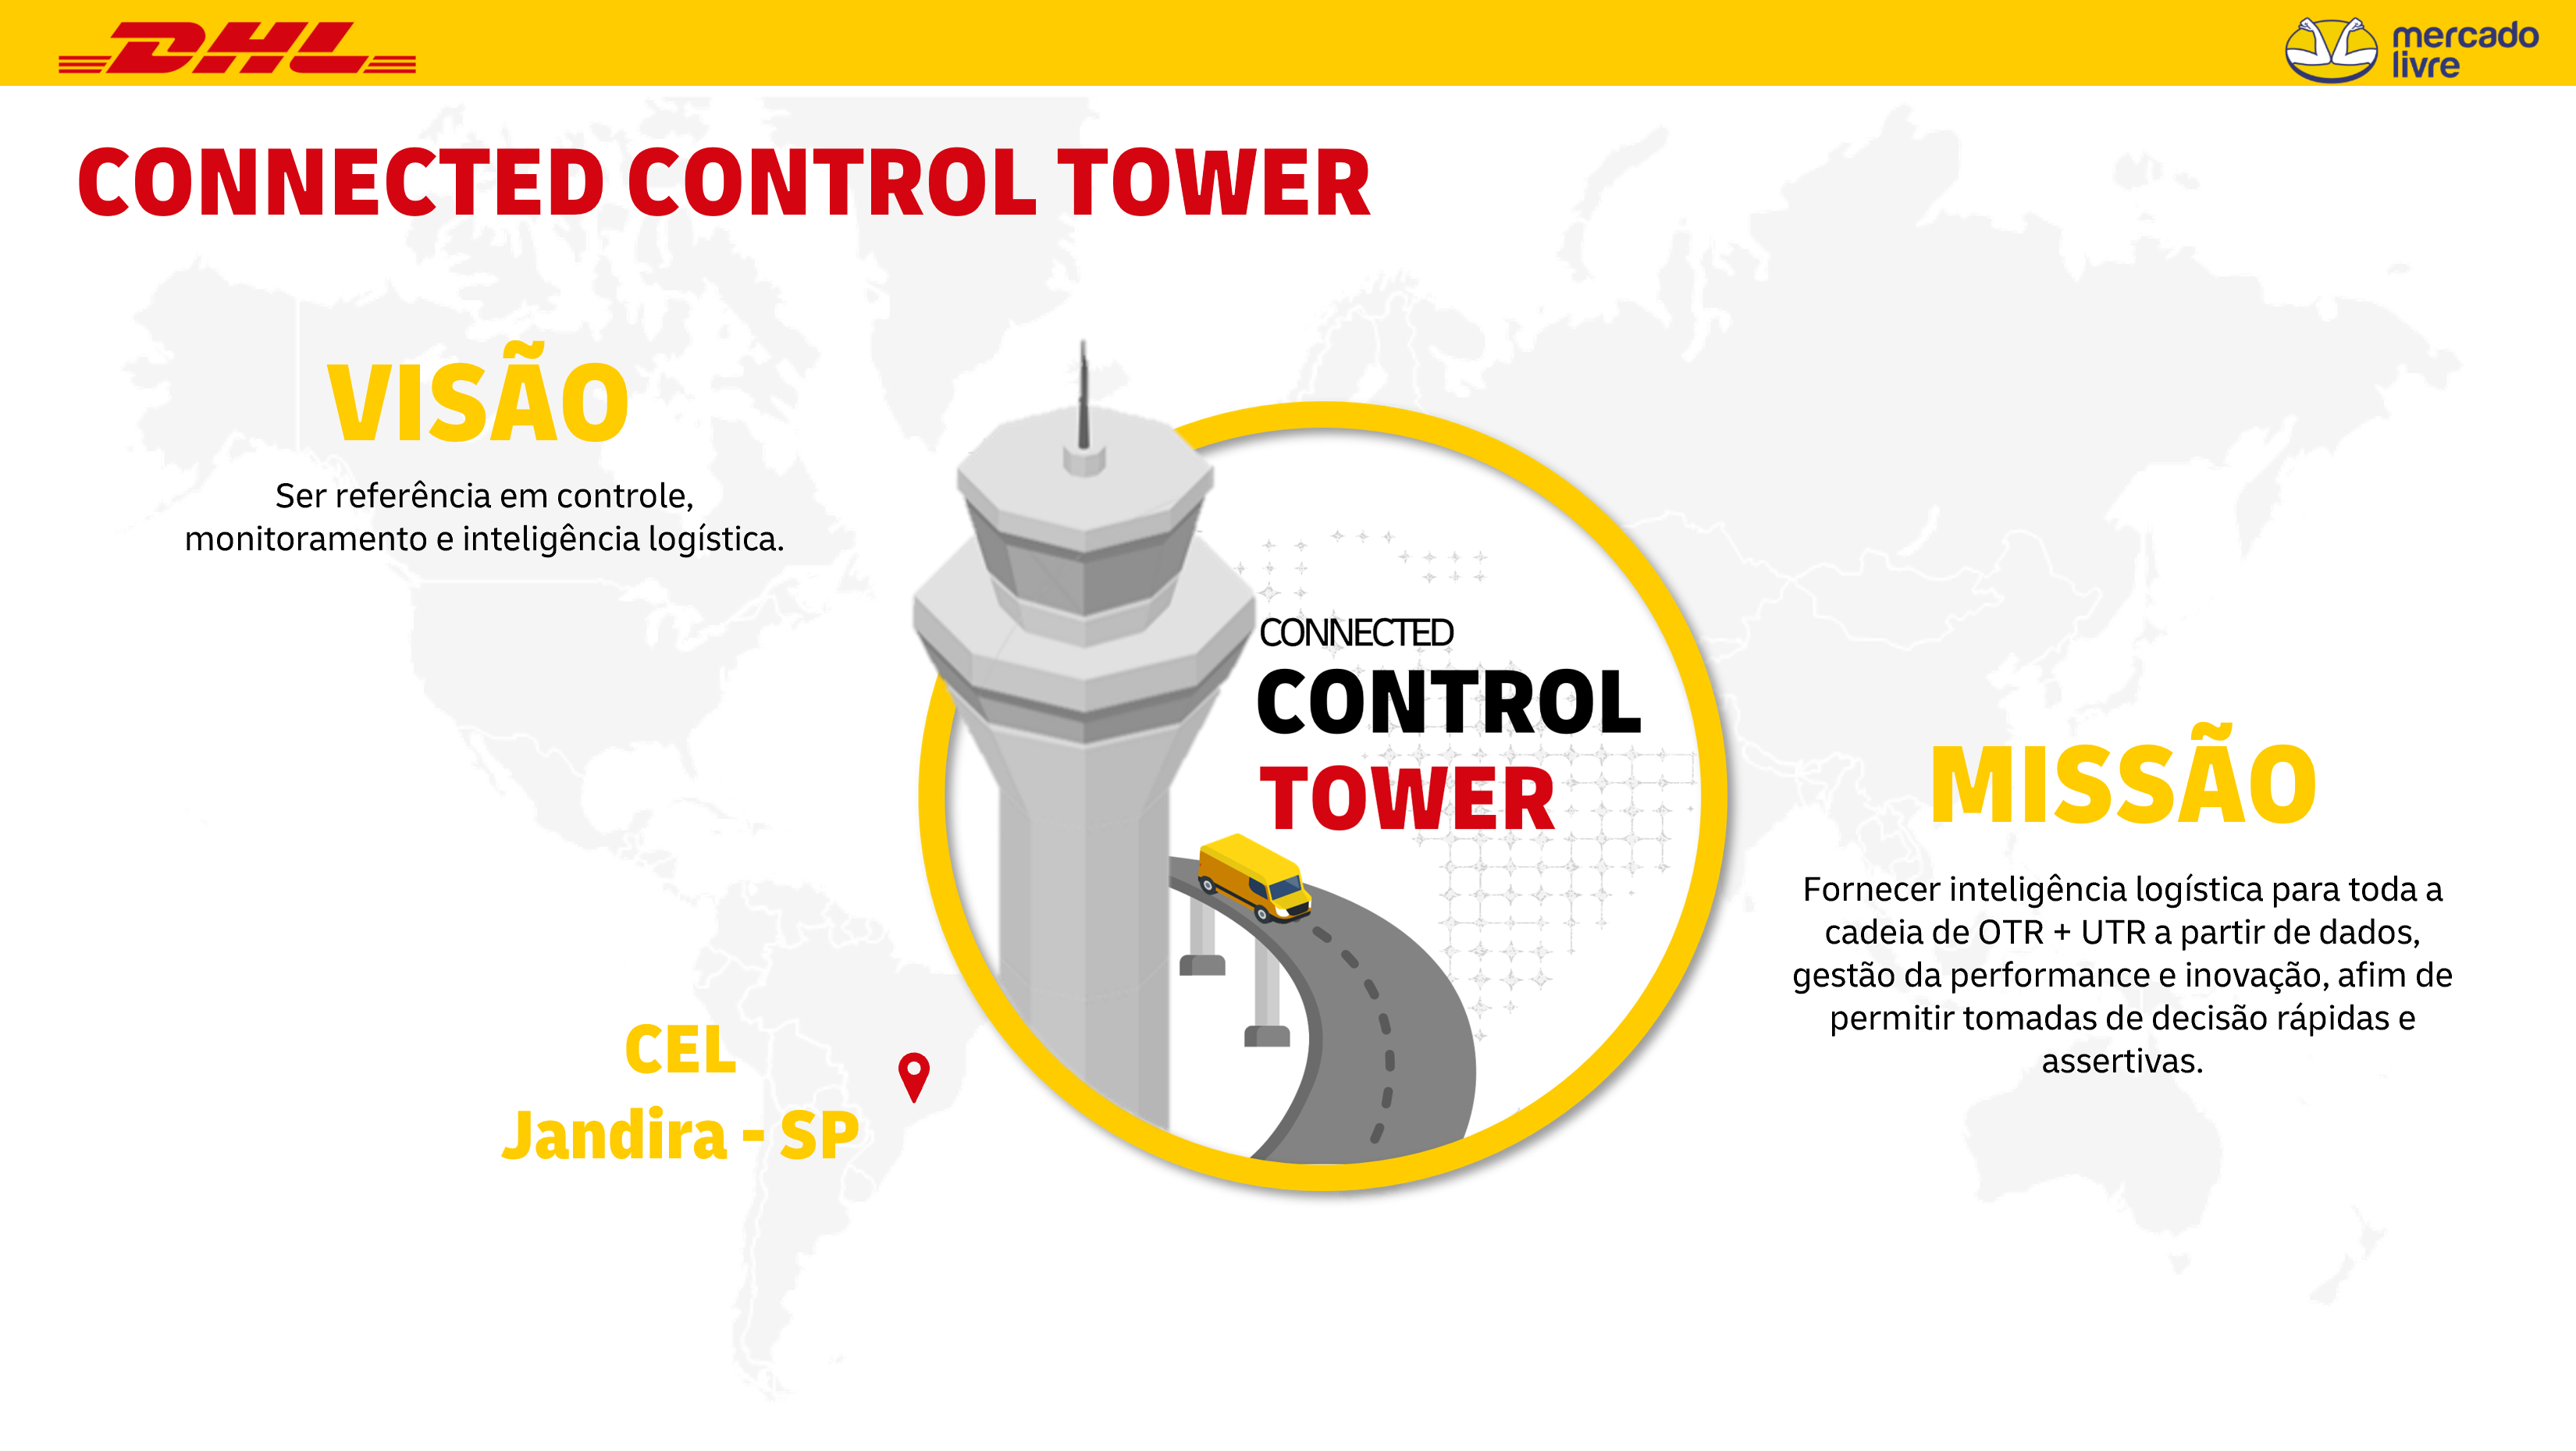 DHL
mercado
livre
CONNECTED CONTROL TOWER
VISÃO
Ser referência em controle,
monitoramento e inteligência logística.
CONNECTED
CONTROL
TOWER
MISSÃO
Fornecer inteligência logística para toda a
cadeia de OTR + UTR a partir de dados,
gestão da performance e inovação, afim de
permitir tomadas de decisão rápidas e
assertivas.
CEL
Jandira - SP